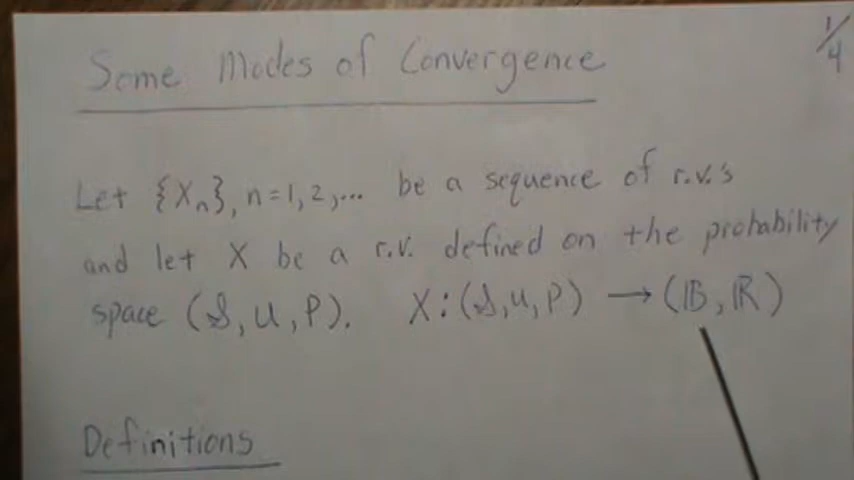 1/4
Some Modes of Convergence
Let {Xn}, n=1,2,... be a sequence of r.v.'s
and let X be a r.v. defined on the probability
space (S, U, P). X:(S,U,P) → (𝔹, ℝ)
Definitions